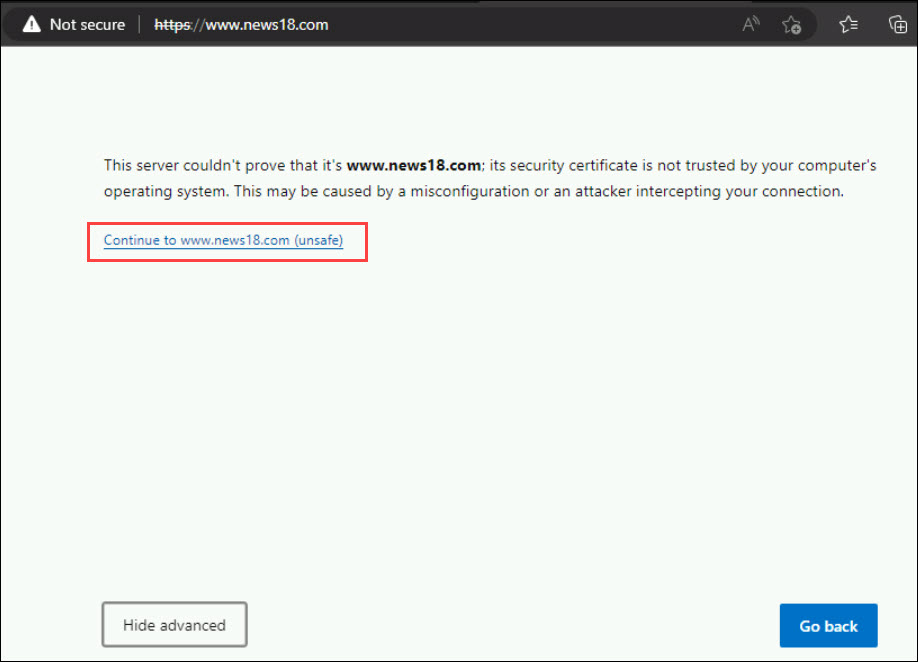 Not secure | https://www.news18.com
This server couldn't prove that it's www.news18.com; its security certificate is not trusted by your computer's
operating system. This may be caused by a misconfiguration or an attacker intercepting your connection.
Continue to www.news18.com (unsafe)
Hide advanced
Go back